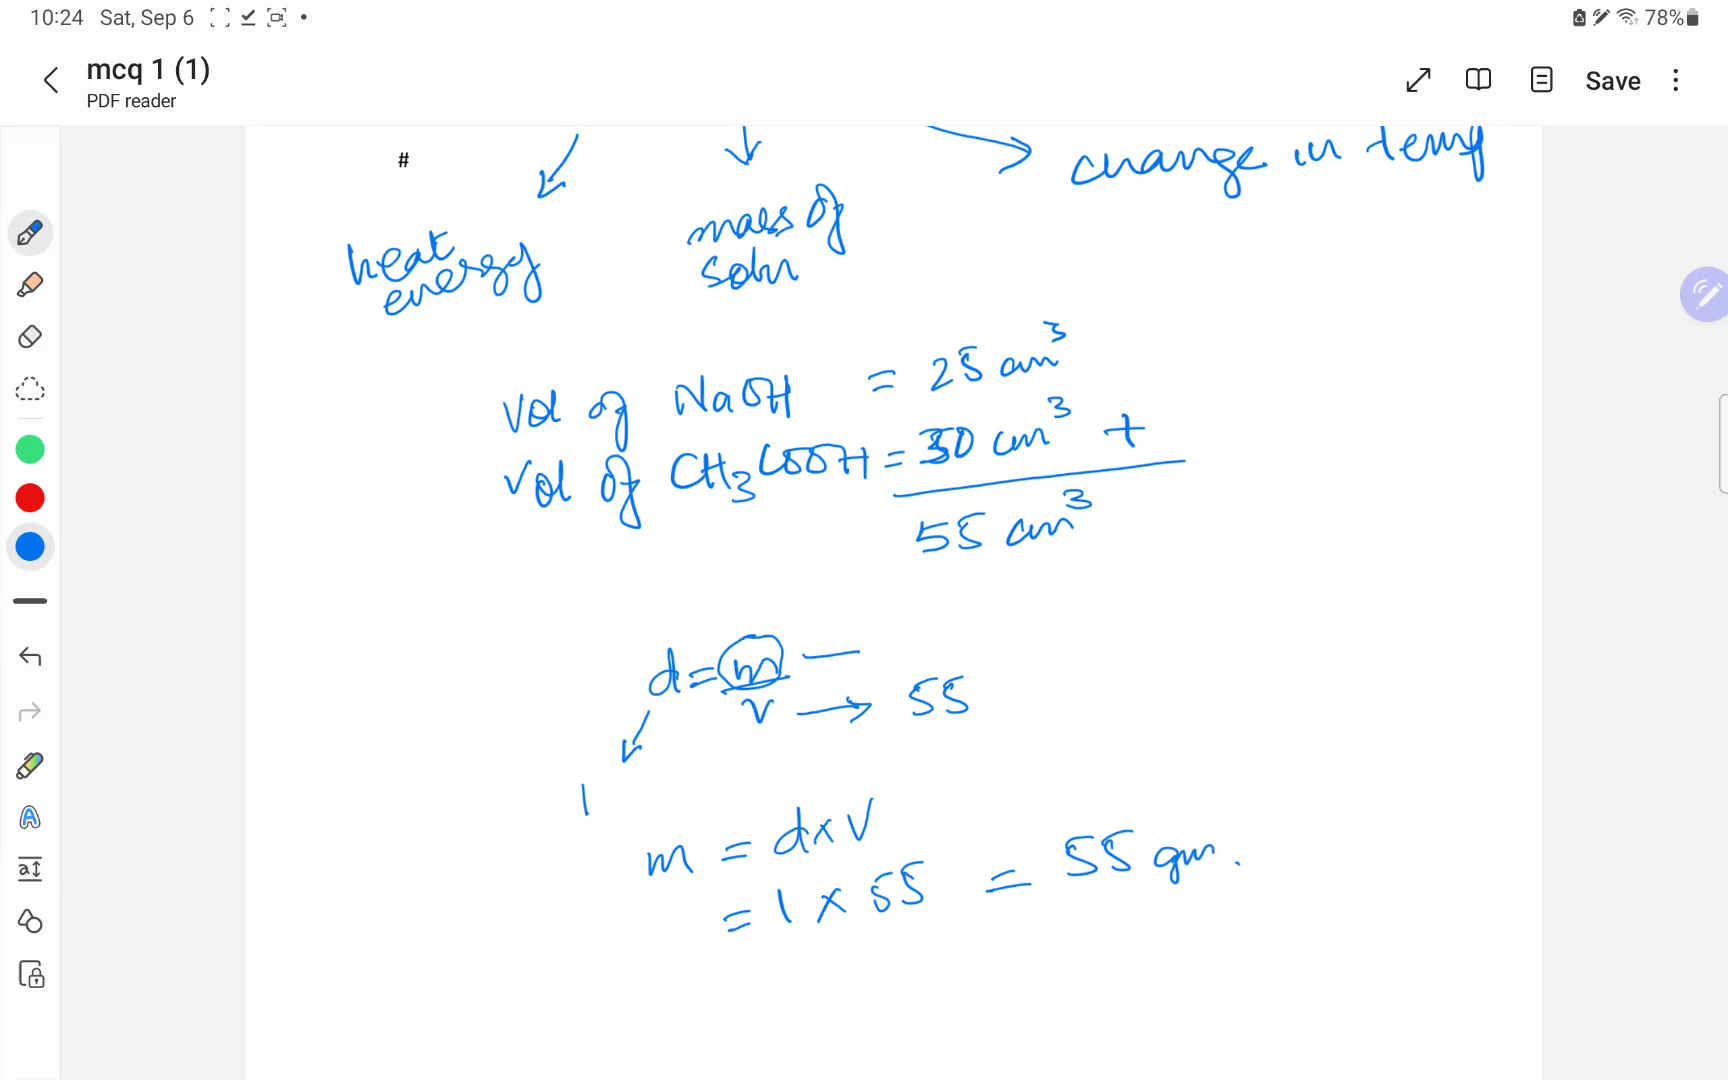 10:24 Sat, Sep 6
78%
mcq 1 (1)
PDF reader
Save
#
change in temp
heat
energy
mass of
soln
vol of NaOH = 25 cm³
vol of CH₃COOH = 30 cm³ +
55 cm³
d = m —
v → 55
1
m = d x V
= 1 x 55 = 55 gm.